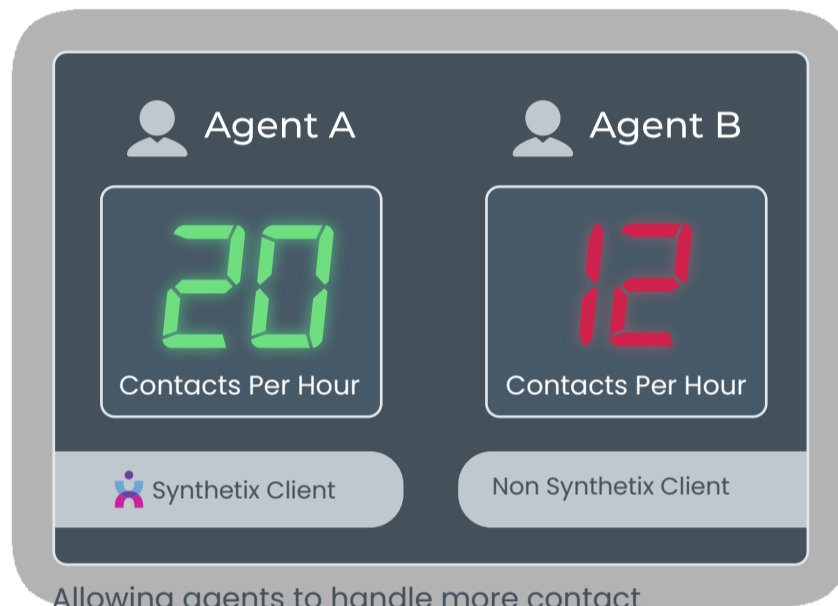 Agent A
Agent B
20
12
Contacts Per Hour
Contacts Per Hour
Synthetix Client
Non Synthetix Client
Allowing agents to handle more contact